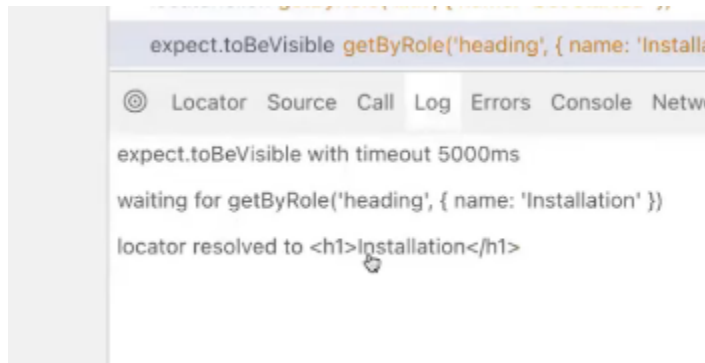 expect.toBeVisible getByRole('heading', { name: 'Installa
Locator Source Call Log Errors Console Netw
expect.toBeVisible with timeout 5000ms
waiting for getByRole('heading', { name: 'Installation' })
locator resolved to <h1>Installation</h1>